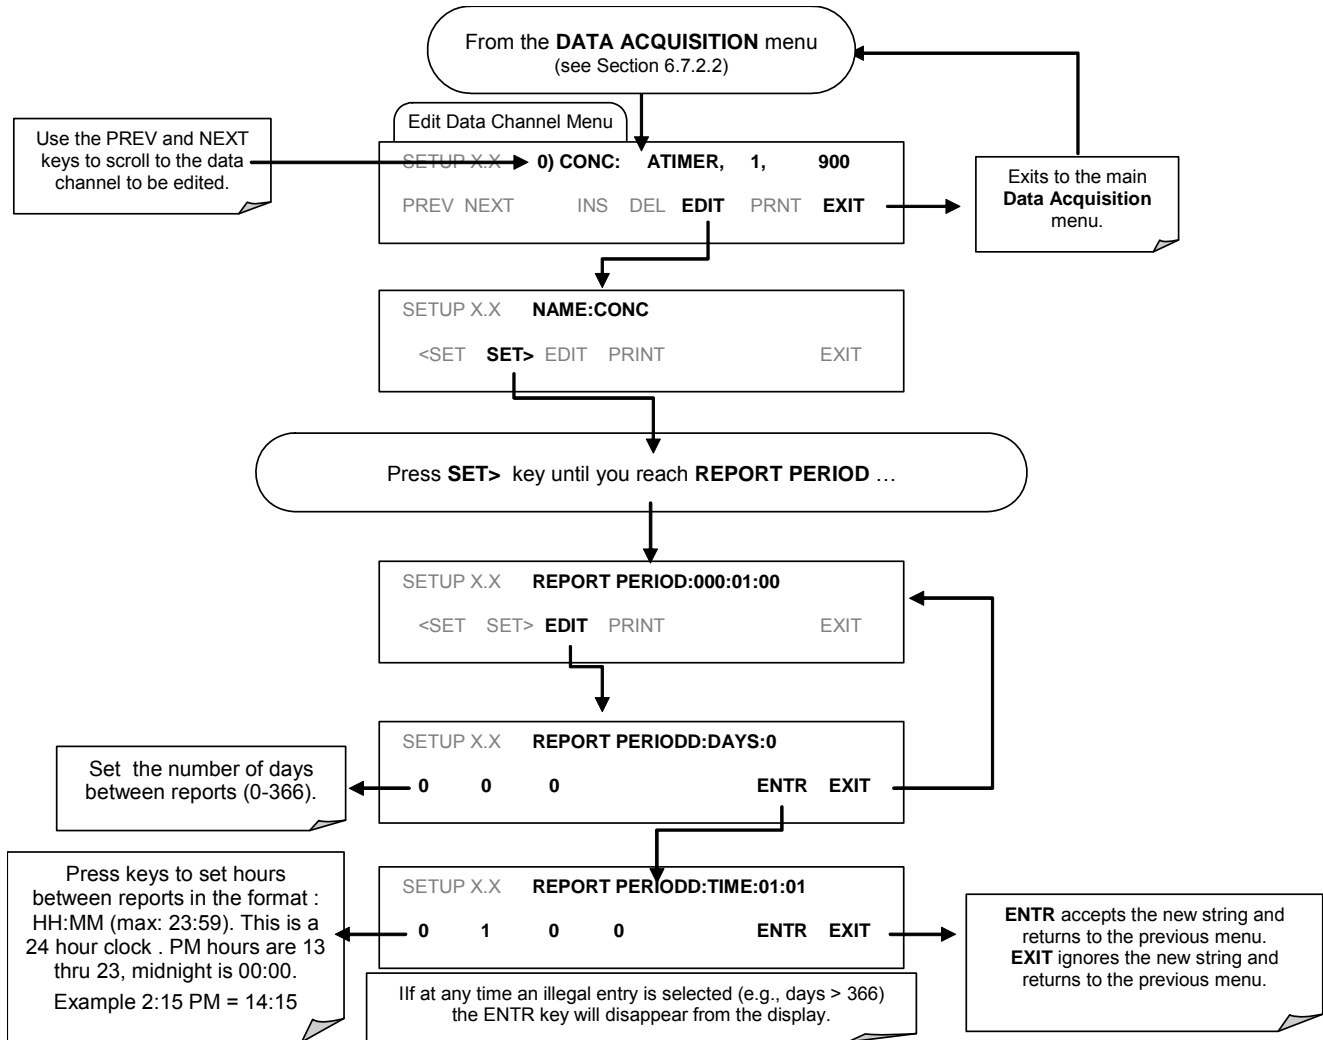 From the DATA ACQUISITION menu
(see Section 6.7.2.2)
Use the PREV and NEXT
keys to scroll to the data
channel to be edited.
Edit Data Channel Menu
SETUP X.X 0) CONC: ATIMER, 1, 900
PREV NEXT INS DEL EDIT PRNT EXIT
Exits to the main
Data Acquisition
menu.
SETUP X.X NAME:CONC
<SET SET> EDIT PRINT EXIT
Press SET> key until you reach REPORT PERIOD …
SETUP X.X REPORT PERIOD:000:01:00
<SET SET> EDIT PRINT EXIT
Set the number of days
between reports (0-366).
SETUP X.X REPORT PERIODD:DAYS:0
0 0 0 ENTR EXIT
Press keys to set hours
between reports in the format :
HH:MM (max: 23:59). This is a
24 hour clock . PM hours are 13
thru 23, midnight is 00:00.
Example 2:15 PM = 14:15
SETUP X.X REPORT PERIODD:TIME:01:01
0 1 0 0 ENTR EXIT
ENTR accepts the new string and
returns to the previous menu.
EXIT ignores the new string and
returns to the previous menu.
IIf at any time an illegal entry is selected (e.g., days > 366)
the ENTR key will disappear from the display.